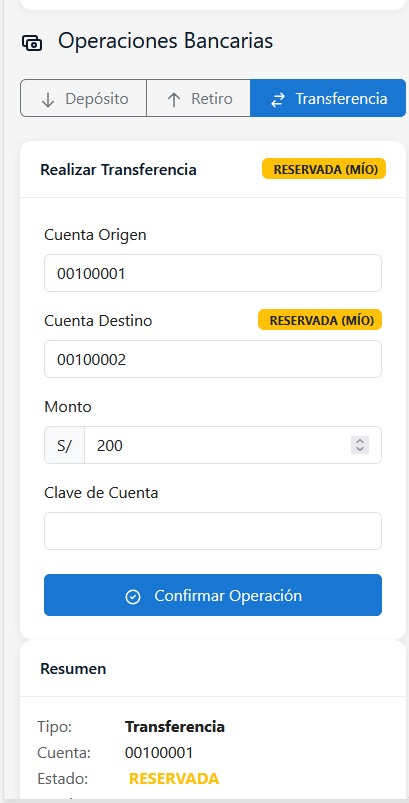 Operaciones Bancarias
Depósito Retiro Transferencia
Realizar Transferencia RESERVADA (MÍO)
Cuenta Origen
00100001
Cuenta Destino RESERVADA (MÍO)
00100002
Monto
S/ 200
Clave de Cuenta
Confirmar Operación
Resumen
Tipo: Transferencia
Cuenta: 00100001
Estado: RESERVADA